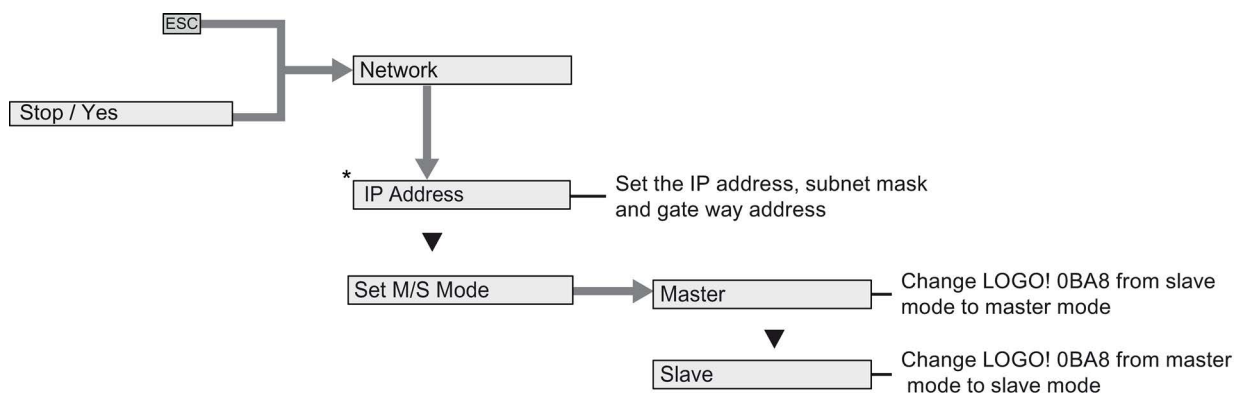 ESC
Network
Stop / Yes
*
IP Address
Set the IP address, subnet mask
and gate way address
Set M/S Mode
Master
Change LOGO! 0BA8 from slave
mode to master mode
Slave
Change LOGO! 0BA8 from master
mode to slave mode